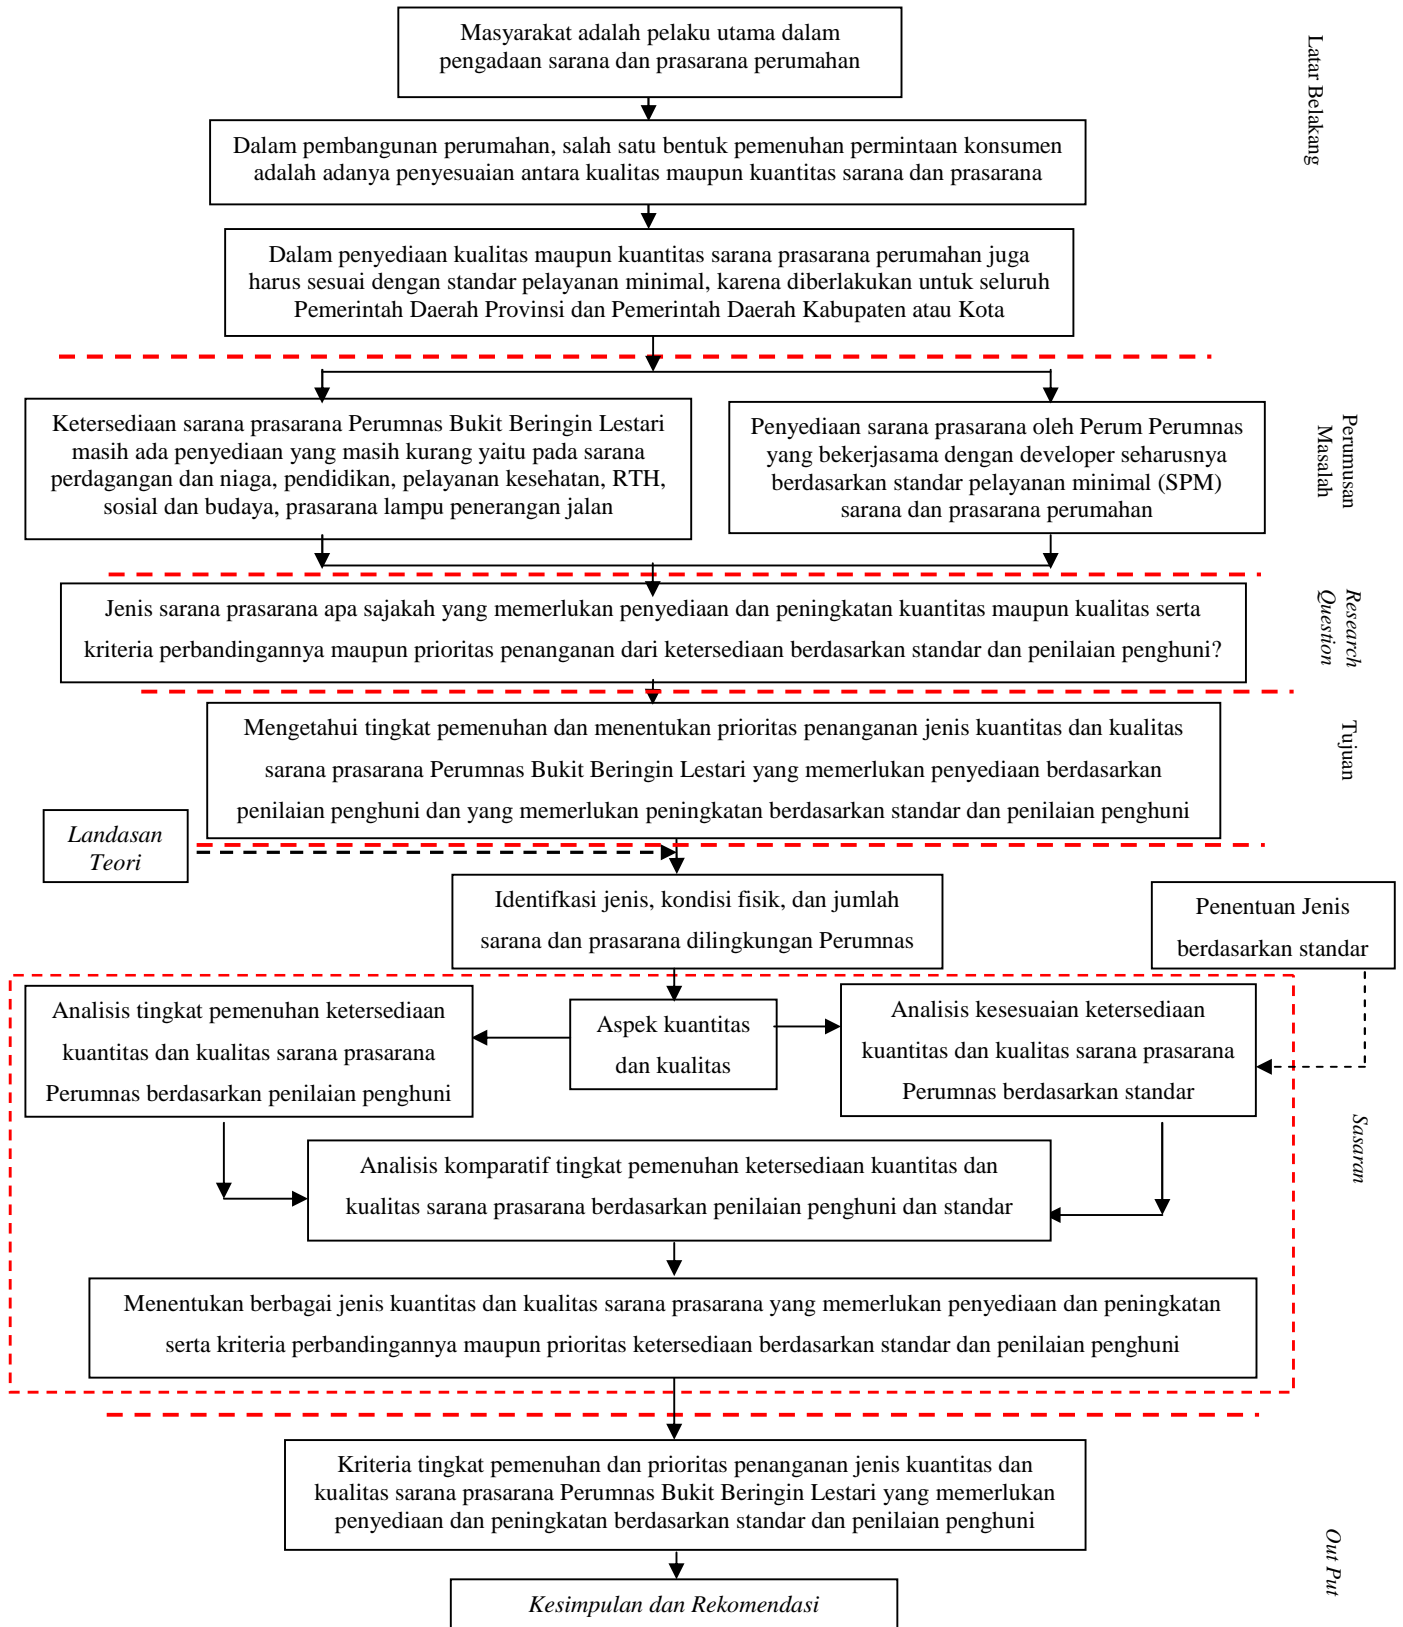 Masyarakat adalah pelaku utama dalam
pengadaan sarana dan prasarana perumahan
Latar Belakang
Dalam pembangunan perumahan, salah satu bentuk pemenuhan permintaan konsumen
adalah adanya penyesuaian antara kualitas maupun kuantitas sarana dan prasarana
Dalam penyediaan kualitas maupun kuantitas sarana prasarana perumahan juga
harus sesuai dengan standar pelayanan minimal, karena diberlakukan untuk seluruh
Pemerintah Daerah Provinsi dan Pemerintah Daerah Kabupaten atau Kota
Ketersediaan sarana prasarana Perumnas Bukit Beringin Lestari
masih ada penyediaan yang masih kurang yaitu pada sarana
perdagangan dan niaga, pendidikan, pelayanan kesehatan, RTH,
sosial dan budaya, prasarana lampu penerangan jalan
Penyediaan sarana prasarana oleh Perum Perumnas
yang bekerjasama dengan developer seharusnya
berdasarkan standar pelayanan minimal (SPM)
sarana dan prasarana perumahan
Perumusan
Masalah
Jenis sarana prasarana apa sajakah yang memerlukan penyediaan dan peningkatan kuantitas maupun kualitas serta
kriteria perbandingannya maupun prioritas penanganan dari ketersediaan berdasarkan standar dan penilaian penghuni?
Research
Question
Mengetahui tingkat pemenuhan dan menentukan prioritas penanganan jenis kuantitas dan kualitas
sarana prasarana Perumnas Bukit Beringin Lestari yang memerlukan penyediaan berdasarkan
penilaian penghuni dan yang memerlukan peningkatan berdasarkan standar dan penilaian penghuni
Tujuan
Landasan
Teori
Identifkasi jenis, kondisi fisik, dan jumlah
sarana dan prasarana dilingkungan Perumnas
Penentuan Jenis
berdasarkan standar
Analisis tingkat pemenuhan ketersediaan
kuantitas dan kualitas sarana prasarana
Perumnas berdasarkan penilaian penghuni
Aspek kuantitas
dan kualitas
Analisis kesesuaian ketersediaan
kuantitas dan kualitas sarana prasarana
Perumnas berdasarkan standar
Sasaran
Analisis komparatif tingkat pemenuhan ketersediaan kuantitas dan
kualitas sarana prasarana berdasarkan penilaian penghuni dan standar
Menentukan berbagai jenis kuantitas dan kualitas sarana prasarana yang memerlukan penyediaan dan peningkatan
serta kriteria perbandingannya maupun prioritas ketersediaan berdasarkan standar dan penilaian penghuni
Kriteria tingkat pemenuhan dan prioritas penanganan jenis kuantitas dan
kualitas sarana prasarana Perumnas Bukit Beringin Lestari yang memerlukan
penyediaan dan peningkatan berdasarkan standar dan penilaian penghuni
Out Put
Kesimpulan dan Rekomendasi